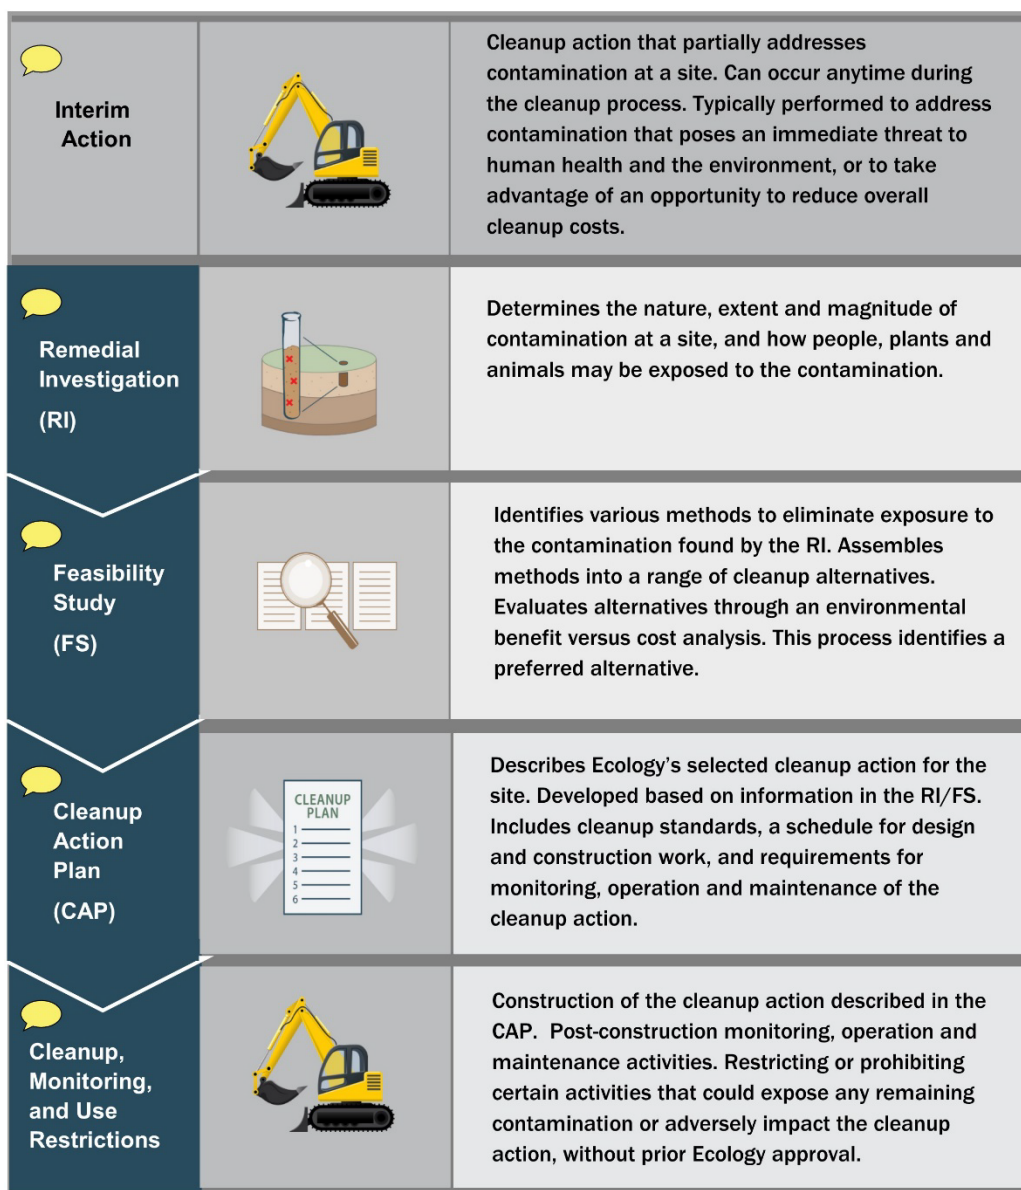 Interim
Action
Cleanup action that partially addresses
contamination at a site. Can occur anytime during
the cleanup process. Typically performed to address
contamination that poses an immediate threat to
human health and the environment, or to take
advantage of an opportunity to reduce overall
cleanup costs.
Remedial
Investigation
(RI)
Determines the nature, extent and magnitude of
contamination at a site, and how people, plants and
animals may be exposed to the contamination.
Feasibility
Study
(FS)
Identifies various methods to eliminate exposure to
the contamination found by the RI. Assembles
methods into a range of cleanup alternatives.
Evaluates alternatives through an environmental
benefit versus cost analysis. This process identifies a
preferred alternative.
Cleanup
Action
Plan
(CAP)
CLEANUP
PLAN
1
2
3
4
5
6
Describes Ecology's selected cleanup action for the
site. Developed based on information in the RI/FS.
Includes cleanup standards, a schedule for design
and construction work, and requirements for
monitoring, operation and maintenance of the
cleanup action.
Cleanup,
Monitoring,
and Use
Restrictions
Construction of the cleanup action described in the
CAP.  Post-construction monitoring, operation and
maintenance activities. Restricting or prohibiting
certain activities that could expose any remaining
contamination or adversely impact the cleanup
action, without prior Ecology approval.